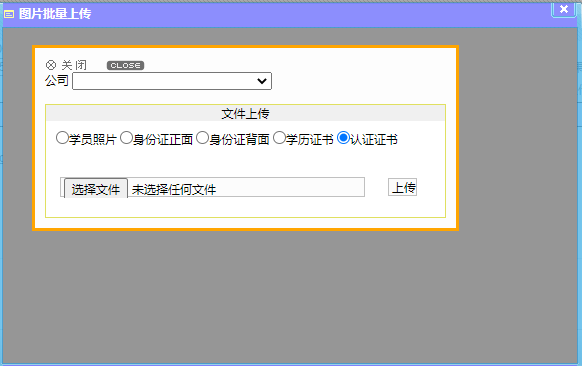 图片批量上传
关闭 CLOSE
公司
文件上传
学员照片 身份证正面 身份证背面 学历证书 认证证书
选择文件 未选择任何文件 上传